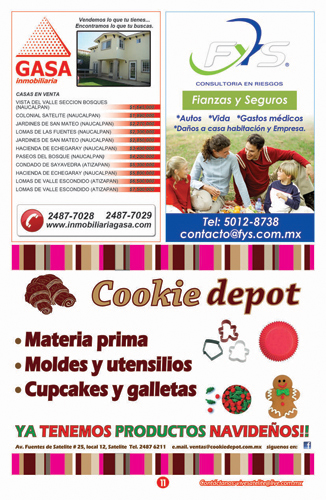 Vendemos lo que tu tienes...
Encontramos lo que tu buscas.
GASA
inmobiliaria
CASAS EN VENTA
VISTA DEL VALLE SECCION BOSQUES
(NAUCALPAN)
COLONIAL SATELITE (NAUCALPAN)
JARDINES DE SAN MATEO (NAUCALPAN)
LOMAS DE LAS FUENTES (NAUCALPAN)
JARDINES DE SAN MATEO (NAUCALPAN)
HACIENDA DE ECHEGARAY (NAUCALPAN)
PASEOS DEL BOSQUE (NAUCALPAN)
CONDADO DE SAYAVEDRA (ATIZAPAN)
HACIENDA DE ECHEGARAY (NAUCALPAN)
LOMAS DE VALLE ESCONDIDO (ATIZAPAN)
LOMAS DE VALLE ESCONDIDO (ATIZAPAN)
2487-7028 2487-7029
www.inmobiliariagasa.com
FYS®
CONSULTORIA EN RIESGOS
Fianzas y Seguros
*Autos *Vida *Gastos médicos
*Daños a casa habitación y Empresa.
Tel: 5012-8738
contacto@fys.com.mx
Cookie depot
• Materia prima
• Moldes y utensilios
• Cupcakes y galletas
YA TENEMOS PRODUCTOS NAVIDEÑOS!!
Av. Fuentes de Satelite # 25, local 12, Satelite Tel. 2487 6211 e.mail. ventas@cookiedepot.com.mx siguenos en: f
11